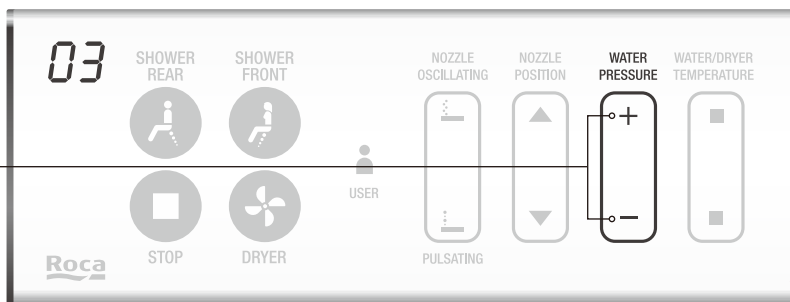 03
SHOWER
REAR
SHOWER
FRONT
NOZZLE
OSCILLATING
NOZZLE
POSITION
WATER
PRESSURE
WATER/DRYER
TEMPERATURE
+
−
USER
STOP
DRYER
PULSATING
Roca